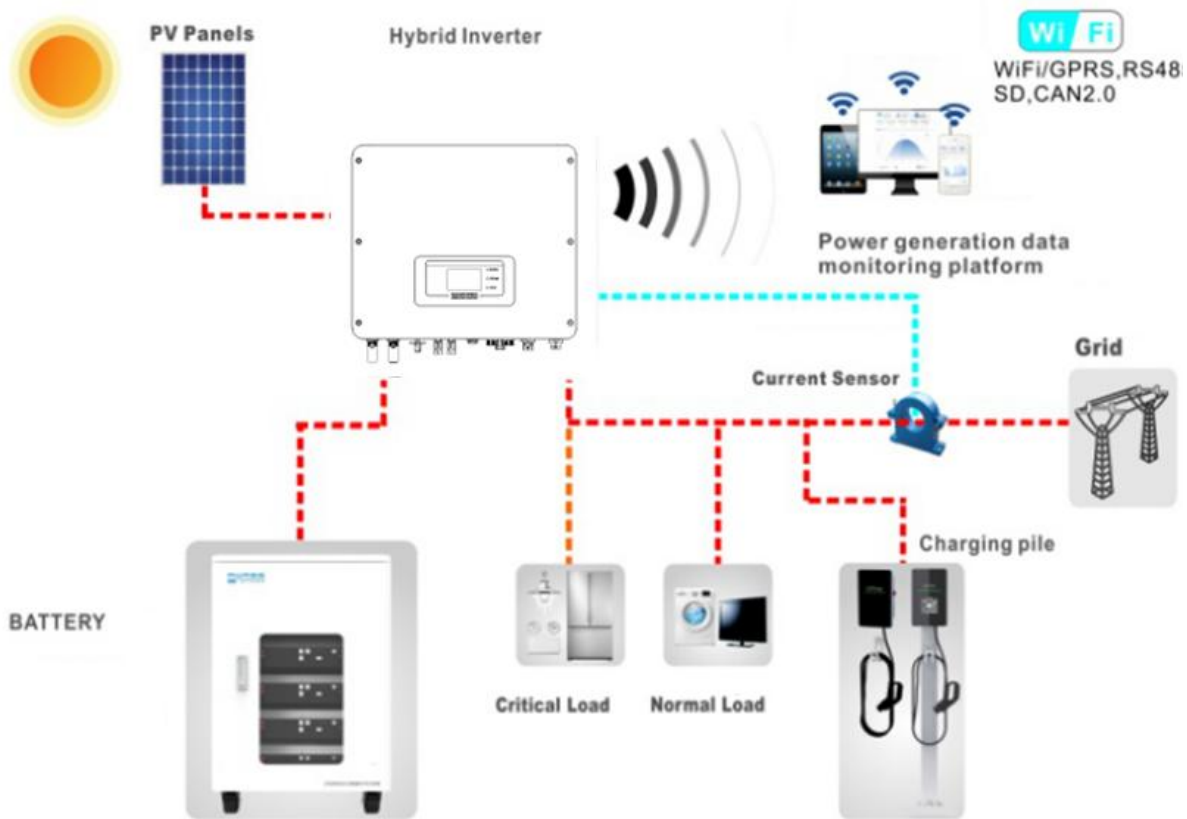 PV Panels
Hybrid Inverter
Wi Fi
WiFi/GPRS,RS485
SD,CAN2.0
Power generation data
monitoring platform
Grid
Current Sensor
Charging pile
BATTERY
Critical Load
Normal Load